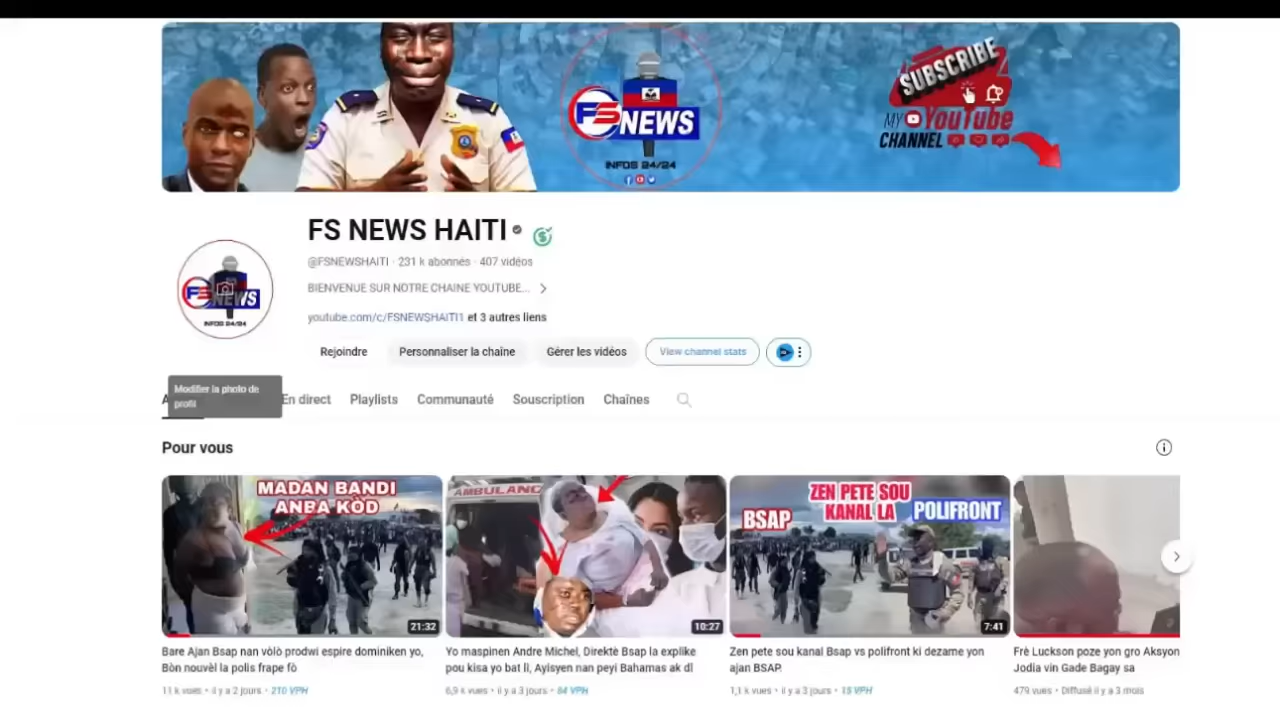 SUBSCRIBE
MY YouTube
CHANNEL
FS NEWS
INFOS 24/24
FS NEWS HAITI
@FSNEWSHAITI · 231 k abonnés · 407 vidéos
BIENVENUE SUR NOTRE CHAINE YOUTUBE...
youtube.com/c/FSNEWSHAITI1 et 3 autres liens
FS NEWS
INFOS 24/24
Rejoindre Personnaliser la chaîne Gérer les vidéos View channel stats
Modifier la photo de
profil
En direct Playlists Communauté Souscription Chaînes
Pour vous
MADAN BANDI
ANBA KÒD
21:32
AMBULANC
10:27
ZEN PETE SOU
KANAL LA
BSAP
POLIFRONT
7:41
Bare Ajan Bsap nan vòlò prodwi espire dominiken yo,
Bòn nouvèl la polis frape fò
11 k vues · il y a 2 jours · 210 VPH
Yo maspinen Andre Michel, Direktè Bsap la explike
pou kisa yo bat li, Ayisyen nan peyi Bahamas ak dl
6,9 k vues · il y a 3 jours · 84 VPH
Zen pete sou kanal Bsap vs polifront ki dezame yon
ajan BSAP.
1,1 k vues · il y a 3 jours · 15 VPH
Frè Luckson poze yon gro Aksyon
Jodia vin Gade Bagay sa
479 vues · Diffusé il y a 3 mois